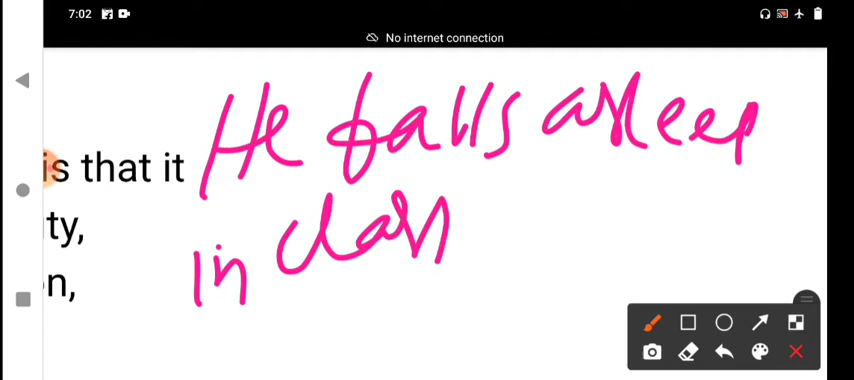 7:02
No internet connection
He falls asleep
is that it
in class
ty,
n,